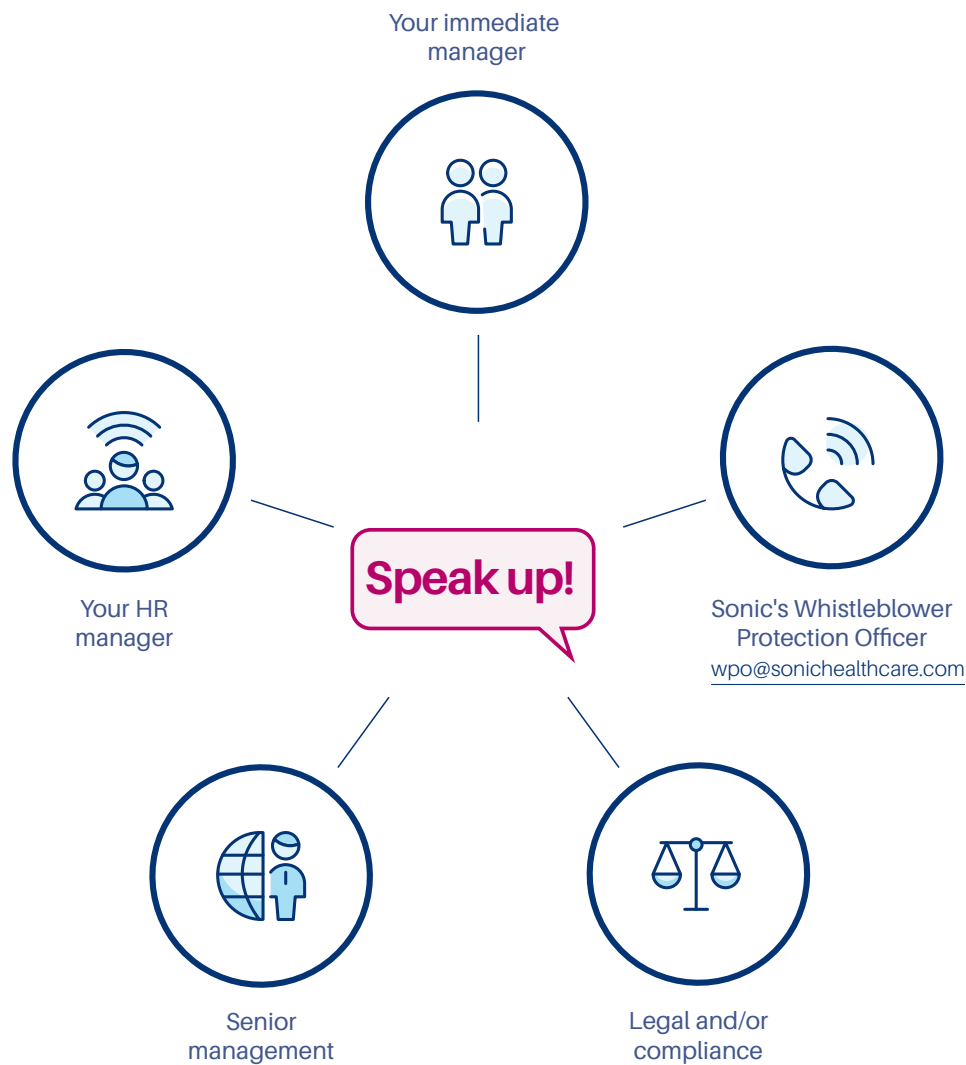 Your immediate
manager
Your HR
manager
Speak up!
Sonic's Whistleblower
Protection Officer
wpo@sonichealthcare.com
Senior
management
Legal and/or
compliance